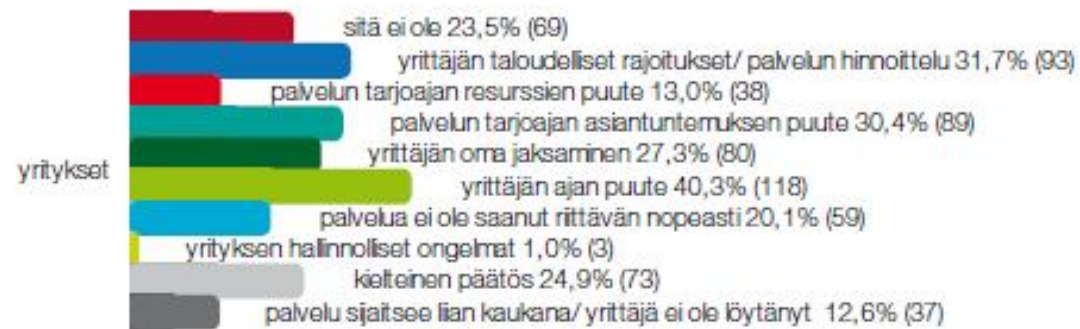 sitä ei ole 23,5% (69)
yrittäjän taloudelliset rajoitukset/ palvelun hinnoittelu 31,7% (93)
palvelun tarjoajan resurssien puute 13,0% (38)
palvelun tarjoajan asiantuntemuksen puute 30,4% (89)
yrittäjän oma jaksaminen 27,3% (80)
yritykset
yrittäjän ajan puute 40,3% (118)
palvelua ei ole saanut riittävän nopeasti 20,1% (59)
yrityksen hallinnolliset ongelmat 1,0% (3)
kielteinen päätös 24,9% (73)
palvelu sijaitsee liian kaukana/ yrittäjä ei ole löytänyt 12,6% (37)